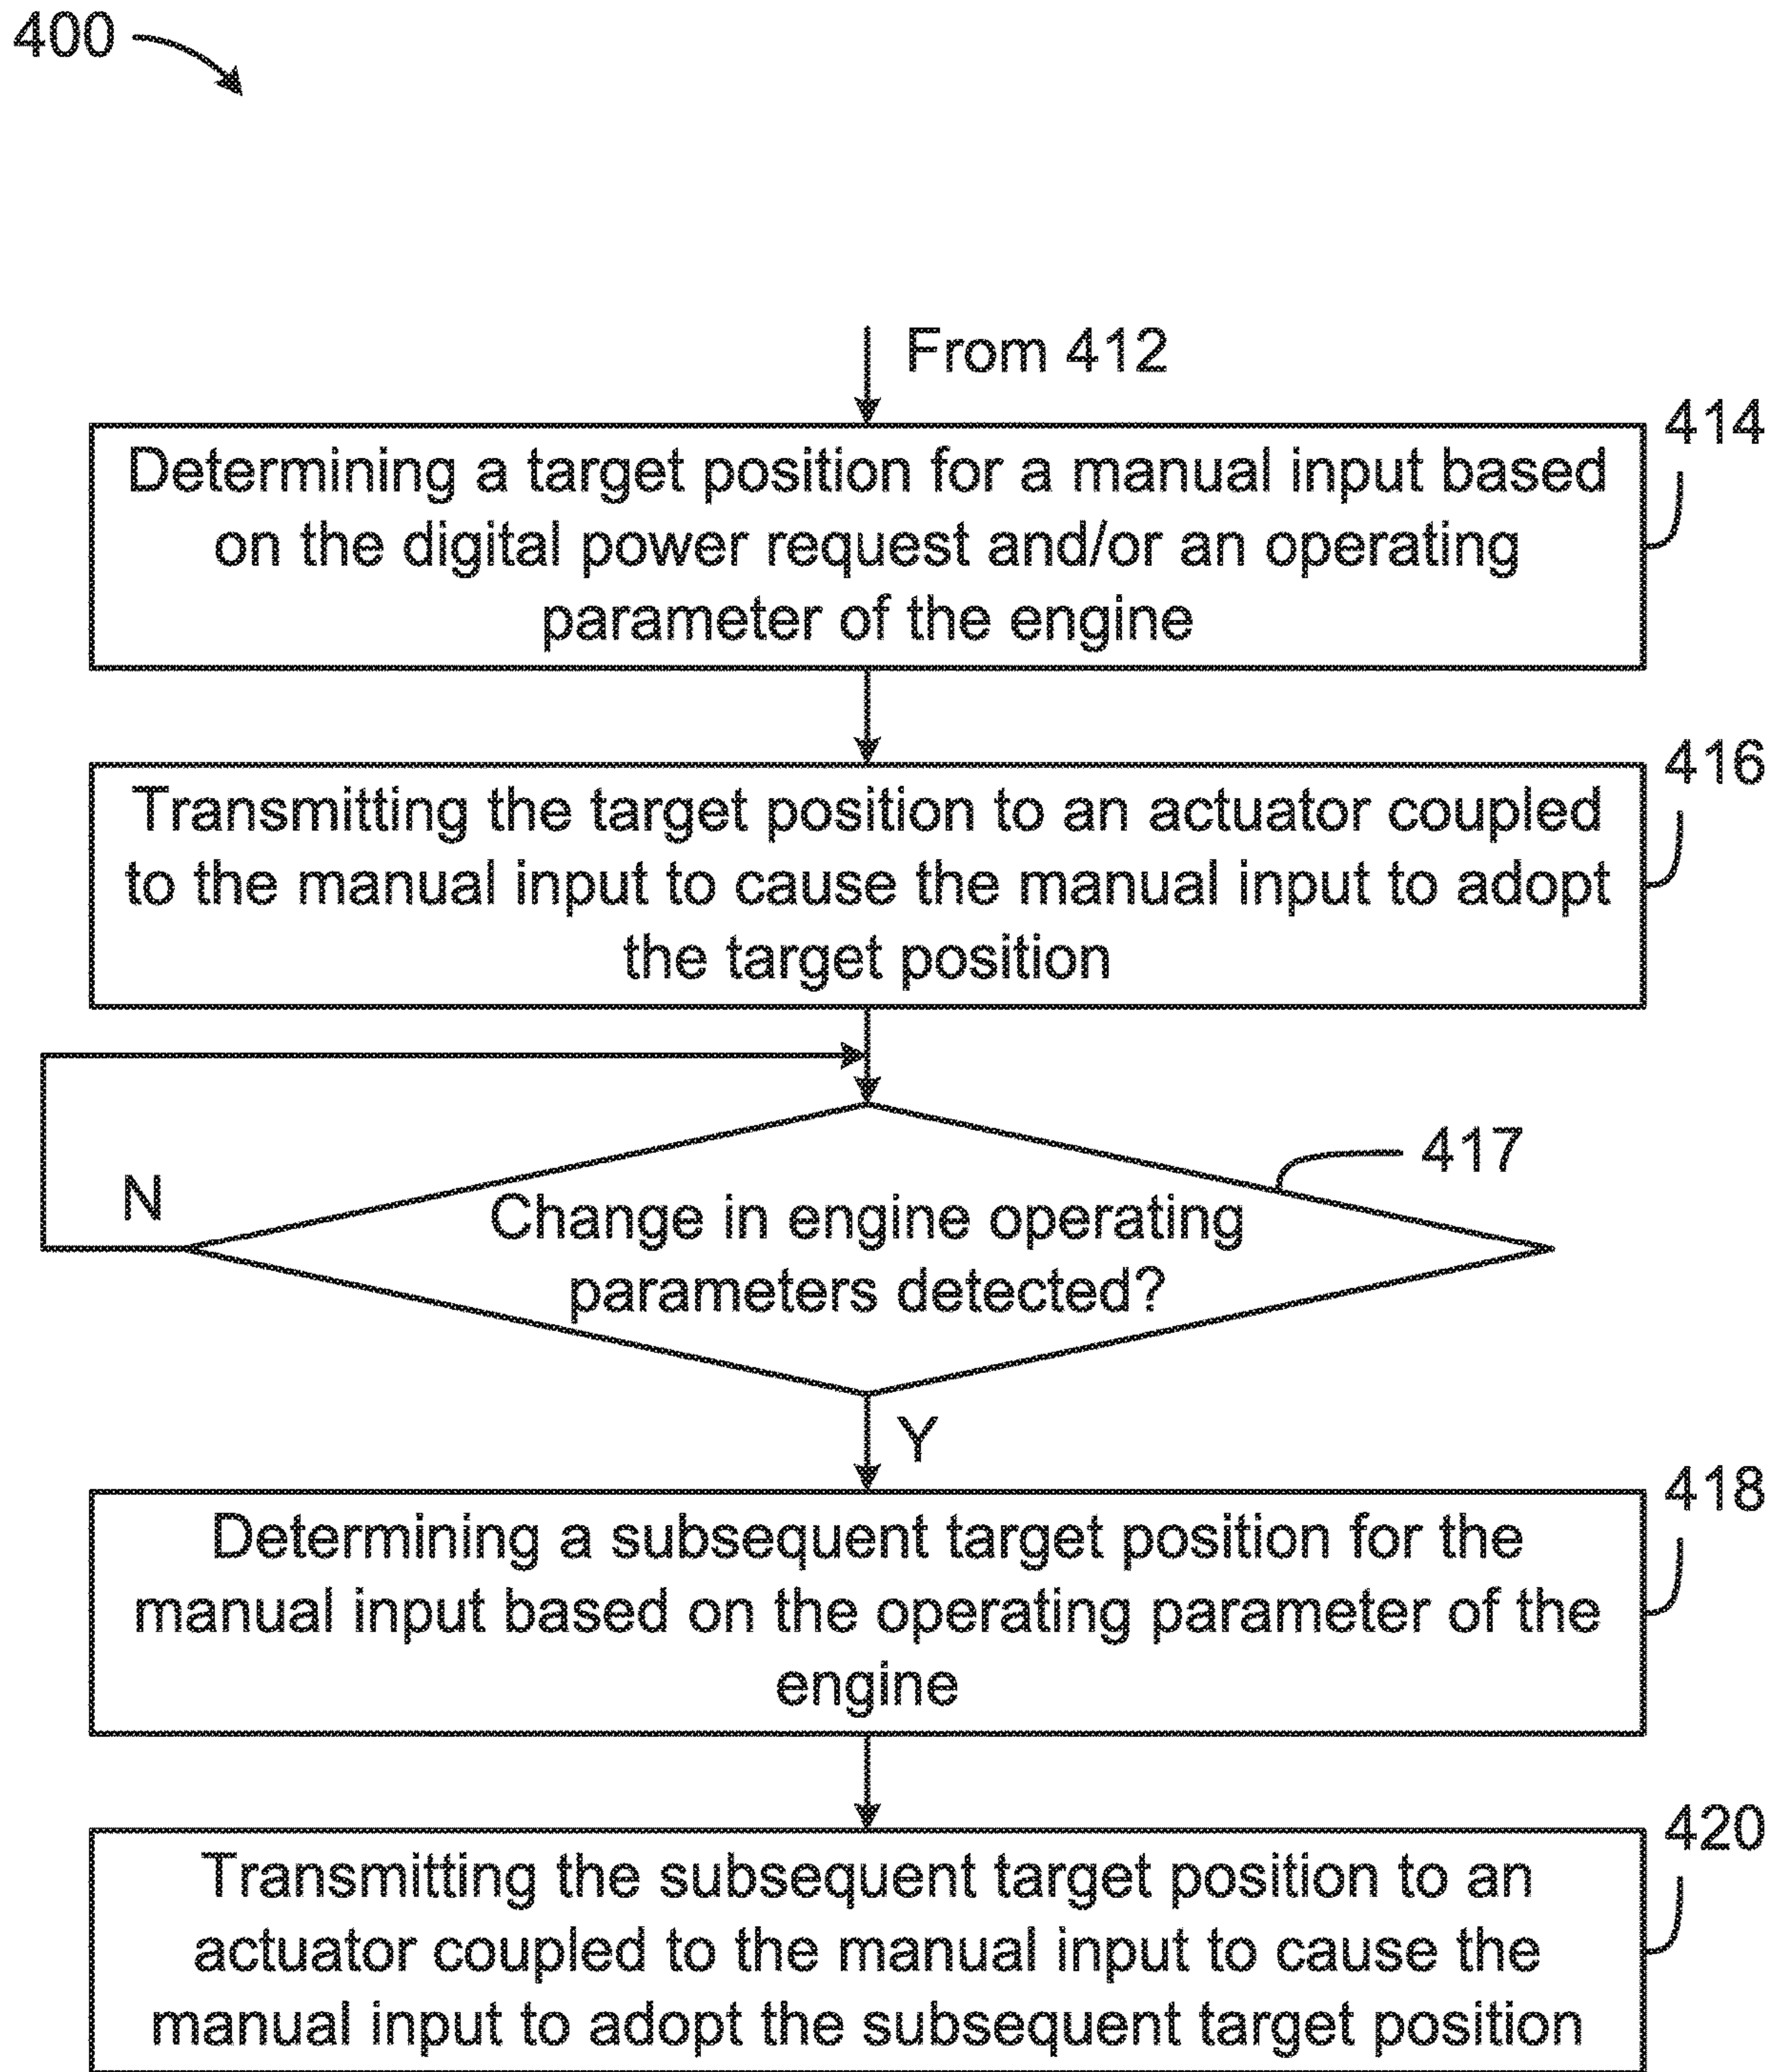 400
From 412
414
Determining a target position for a manual input based
on the digital power request and/or an operating
parameter of the engine
416
Transmitting the target position to an actuator coupled
to the manual input to cause the manual input to adopt
the target position
417
N
Change in engine operating
parameters detected?
Y
418
Determining a subsequent target position for the
manual input based on the operating parameter of the
engine
420
Transmitting the subsequent target position to an
actuator coupled to the manual input to cause the
manual input to adopt the subsequent target position